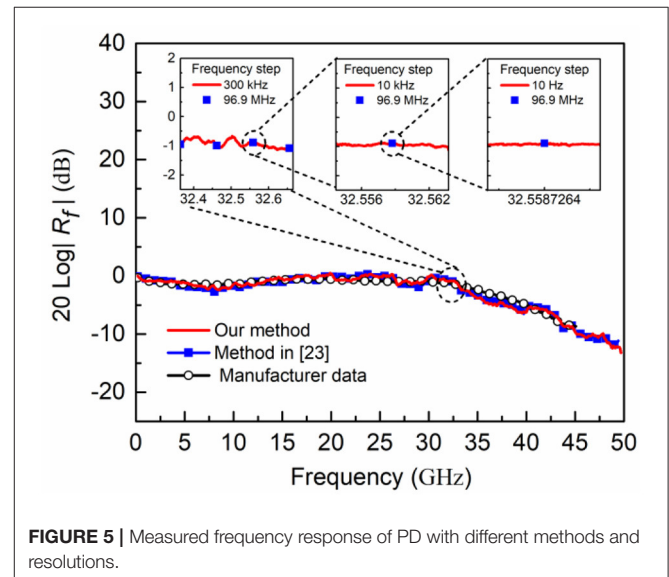 40
30
20
10
0
-10
-20
20 Log| Rf | (dB)
2
1
0
-1
-2
Frequency step
300 kHz
96.9 MHz
32.4 32.5 32.6
Frequency step
10 kHz
96.9 MHz
32.556 32.562
Frequency step
10 Hz
96.9 MHz
32.5587264
Our method
Method in [23]
Manufacturer data
0 5 10 15 20 25 30 35 40 45 50
Frequency (GHz)
FIGURE 5 | Measured frequency response of PD with different methods and
resolutions.